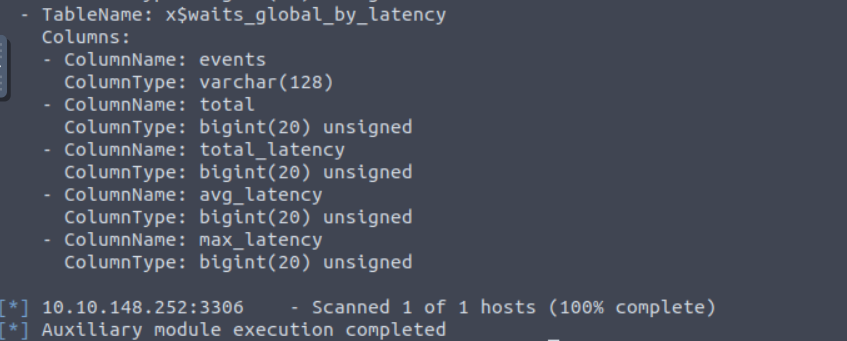 - TableName: x$waits_global_by_latency
Columns:
- ColumnName: events
ColumnType: varchar(128)
- ColumnName: total
ColumnType: bigint(20) unsigned
- ColumnName: total_latency
ColumnType: bigint(20) unsigned
- ColumnName: avg_latency
ColumnType: bigint(20) unsigned
- ColumnName: max_latency
ColumnType: bigint(20) unsigned
[*] 10.10.148.252:3306    - Scanned 1 of 1 hosts (100% complete)
[*] Auxiliary module execution completed